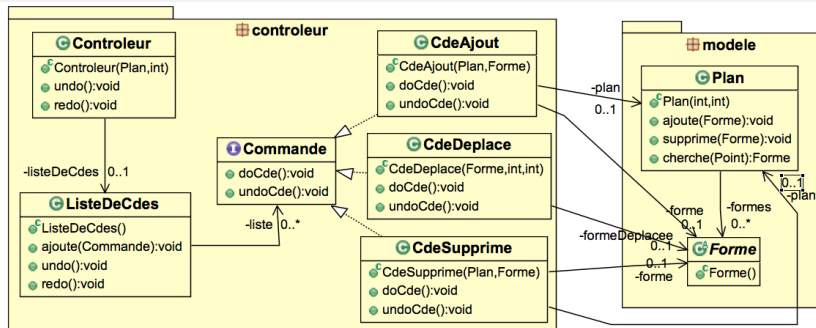 controleur
Controleur
Controleur(Plan,int)
undo():void
redo():void
-listeDeCdes 0..1
ListeDeCdes
ListeDeCdes()
ajoute(Commande):void
undo():void
redo():void
-liste 0..*
Commande
doCde():void
undoCde():void
CdeAjout
CdeAjout(Plan,Forme)
doCde():void
undoCde():void
CdeDeplace
CdeDeplace(Forme,int,int)
doCde():void
undoCde():void
CdeSupprime
CdeSupprime(Plan,Forme)
doCde():void
undoCde():void
-plan
0..1
-forme
0..1
-formeDeplacee
0..1
0..1
-forme
modele
Plan
Plan(int,int)
ajoute(Forme):void
supprime(Forme):void
cherche(Point):Forme
0..1
-plan
-formes
0..*
Forme
Forme()